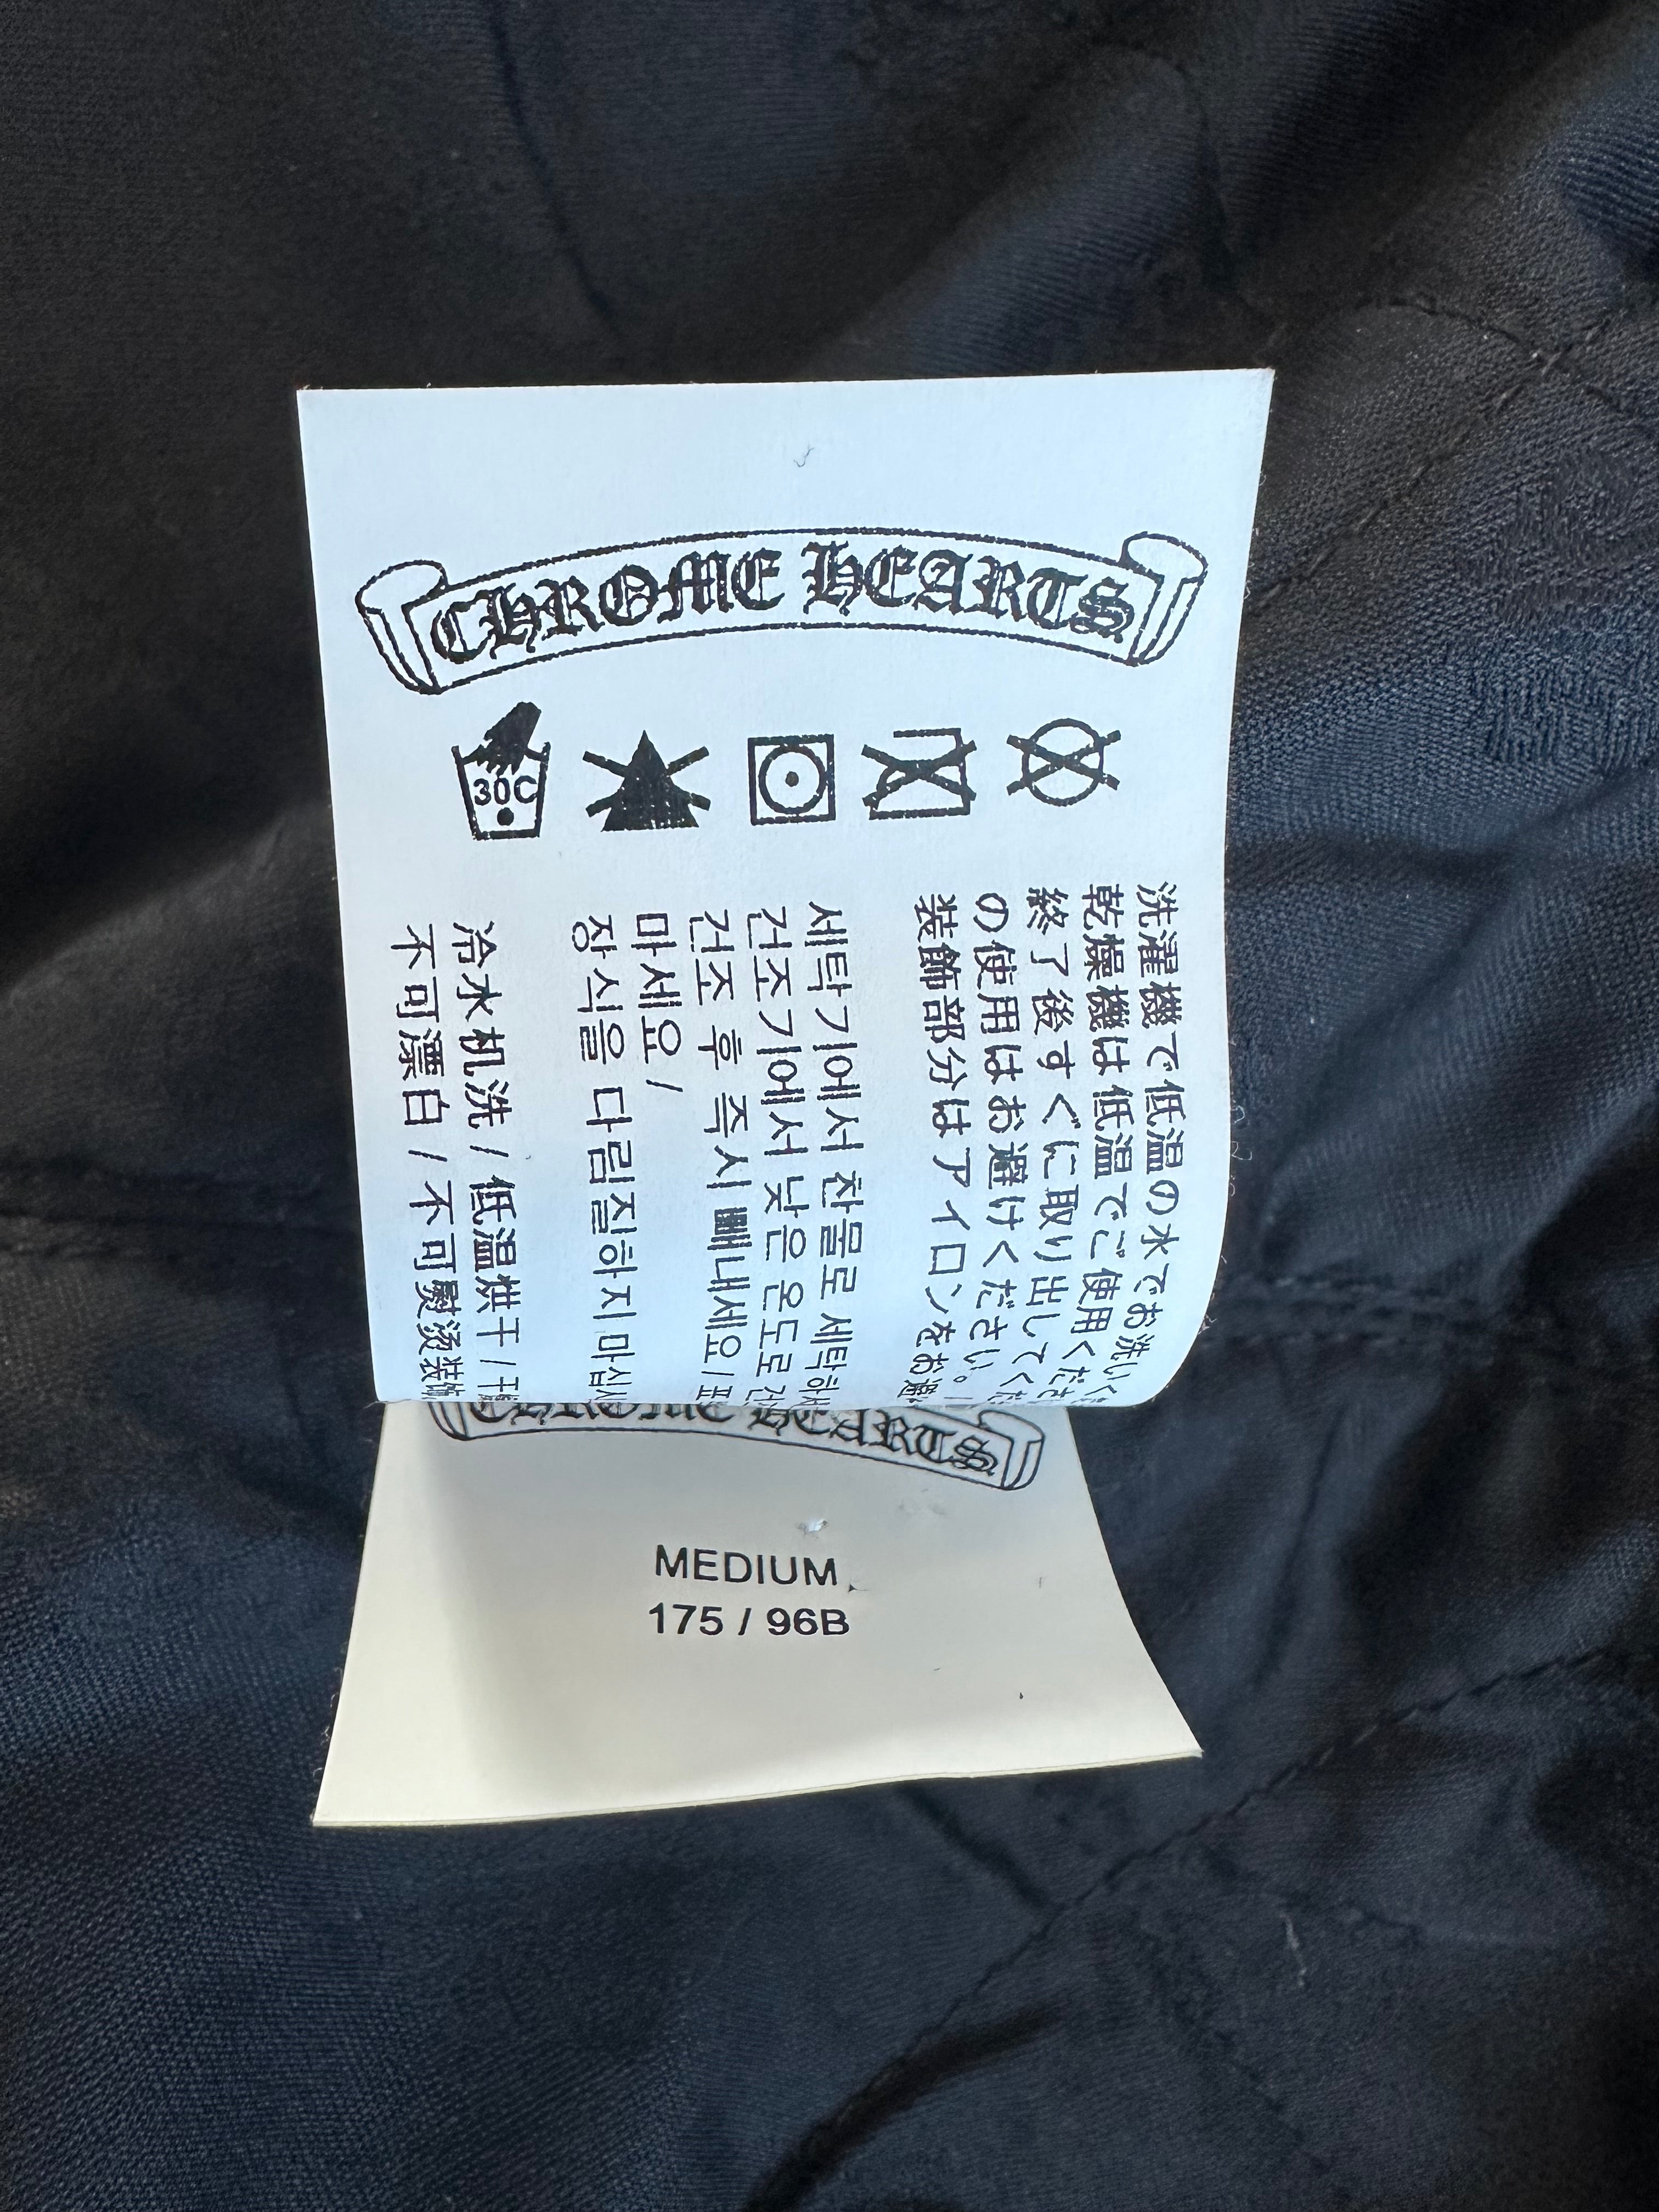 CHROME HEARTS
30C
洗濯機で低温の水でお洗い
乾燥機は低温でご使用くださ
終了後すぐに取り出してくだ
の使用はお避けください。/
装飾部分はアイロンをお避
세탁기에서 찬물로 세탁하
건조기에서 낮은 온도로 건
건조 후 즉시 빼내세요 /
마세요 /
장식을 다림질하지 마십
冷水机洗 / 低温烘干 / 干
不可漂白 / 不可熨烫装饰
CHROME HEARTS
MEDIUM
175 / 96B